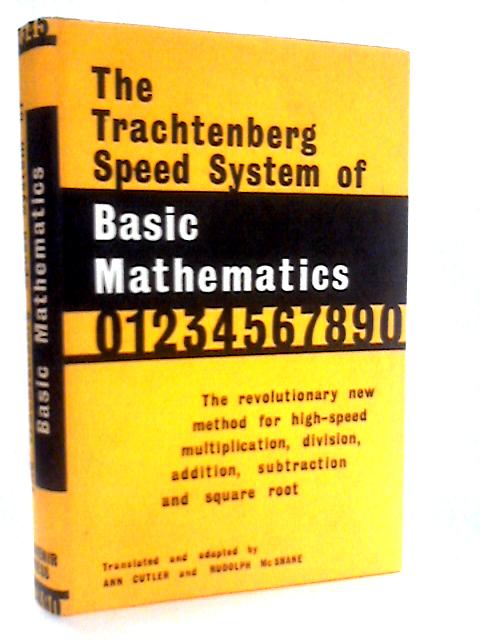 The
Trachtenberg
Speed System of
Basic
Mathematics
01234567890
The revolutionary new
method for high-speed
multiplication, division,
addition, subtraction
and square root
Translated and adapted by
ANN CUTLER and RUDOLPH McSHANE
Basic Mathematics